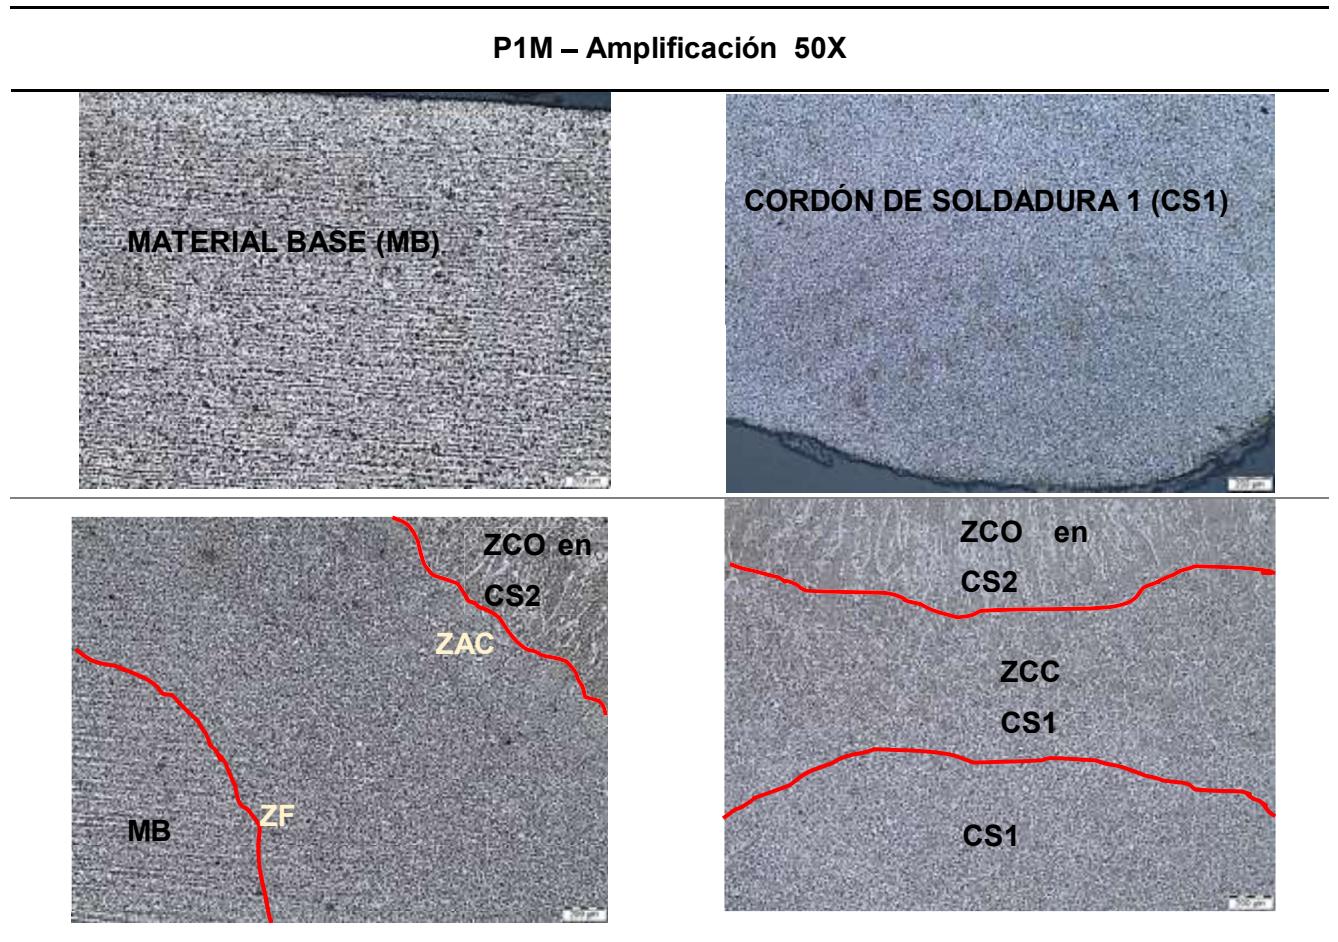 P1M – Amplificación 50X
MATERIAL BASE (MB)
CORDÓN DE SOLDADURA 1 (CS1)
ZCO en
CS2
ZAC
ZF
MB
ZCO en
CS2
ZCC
CS1
CS1